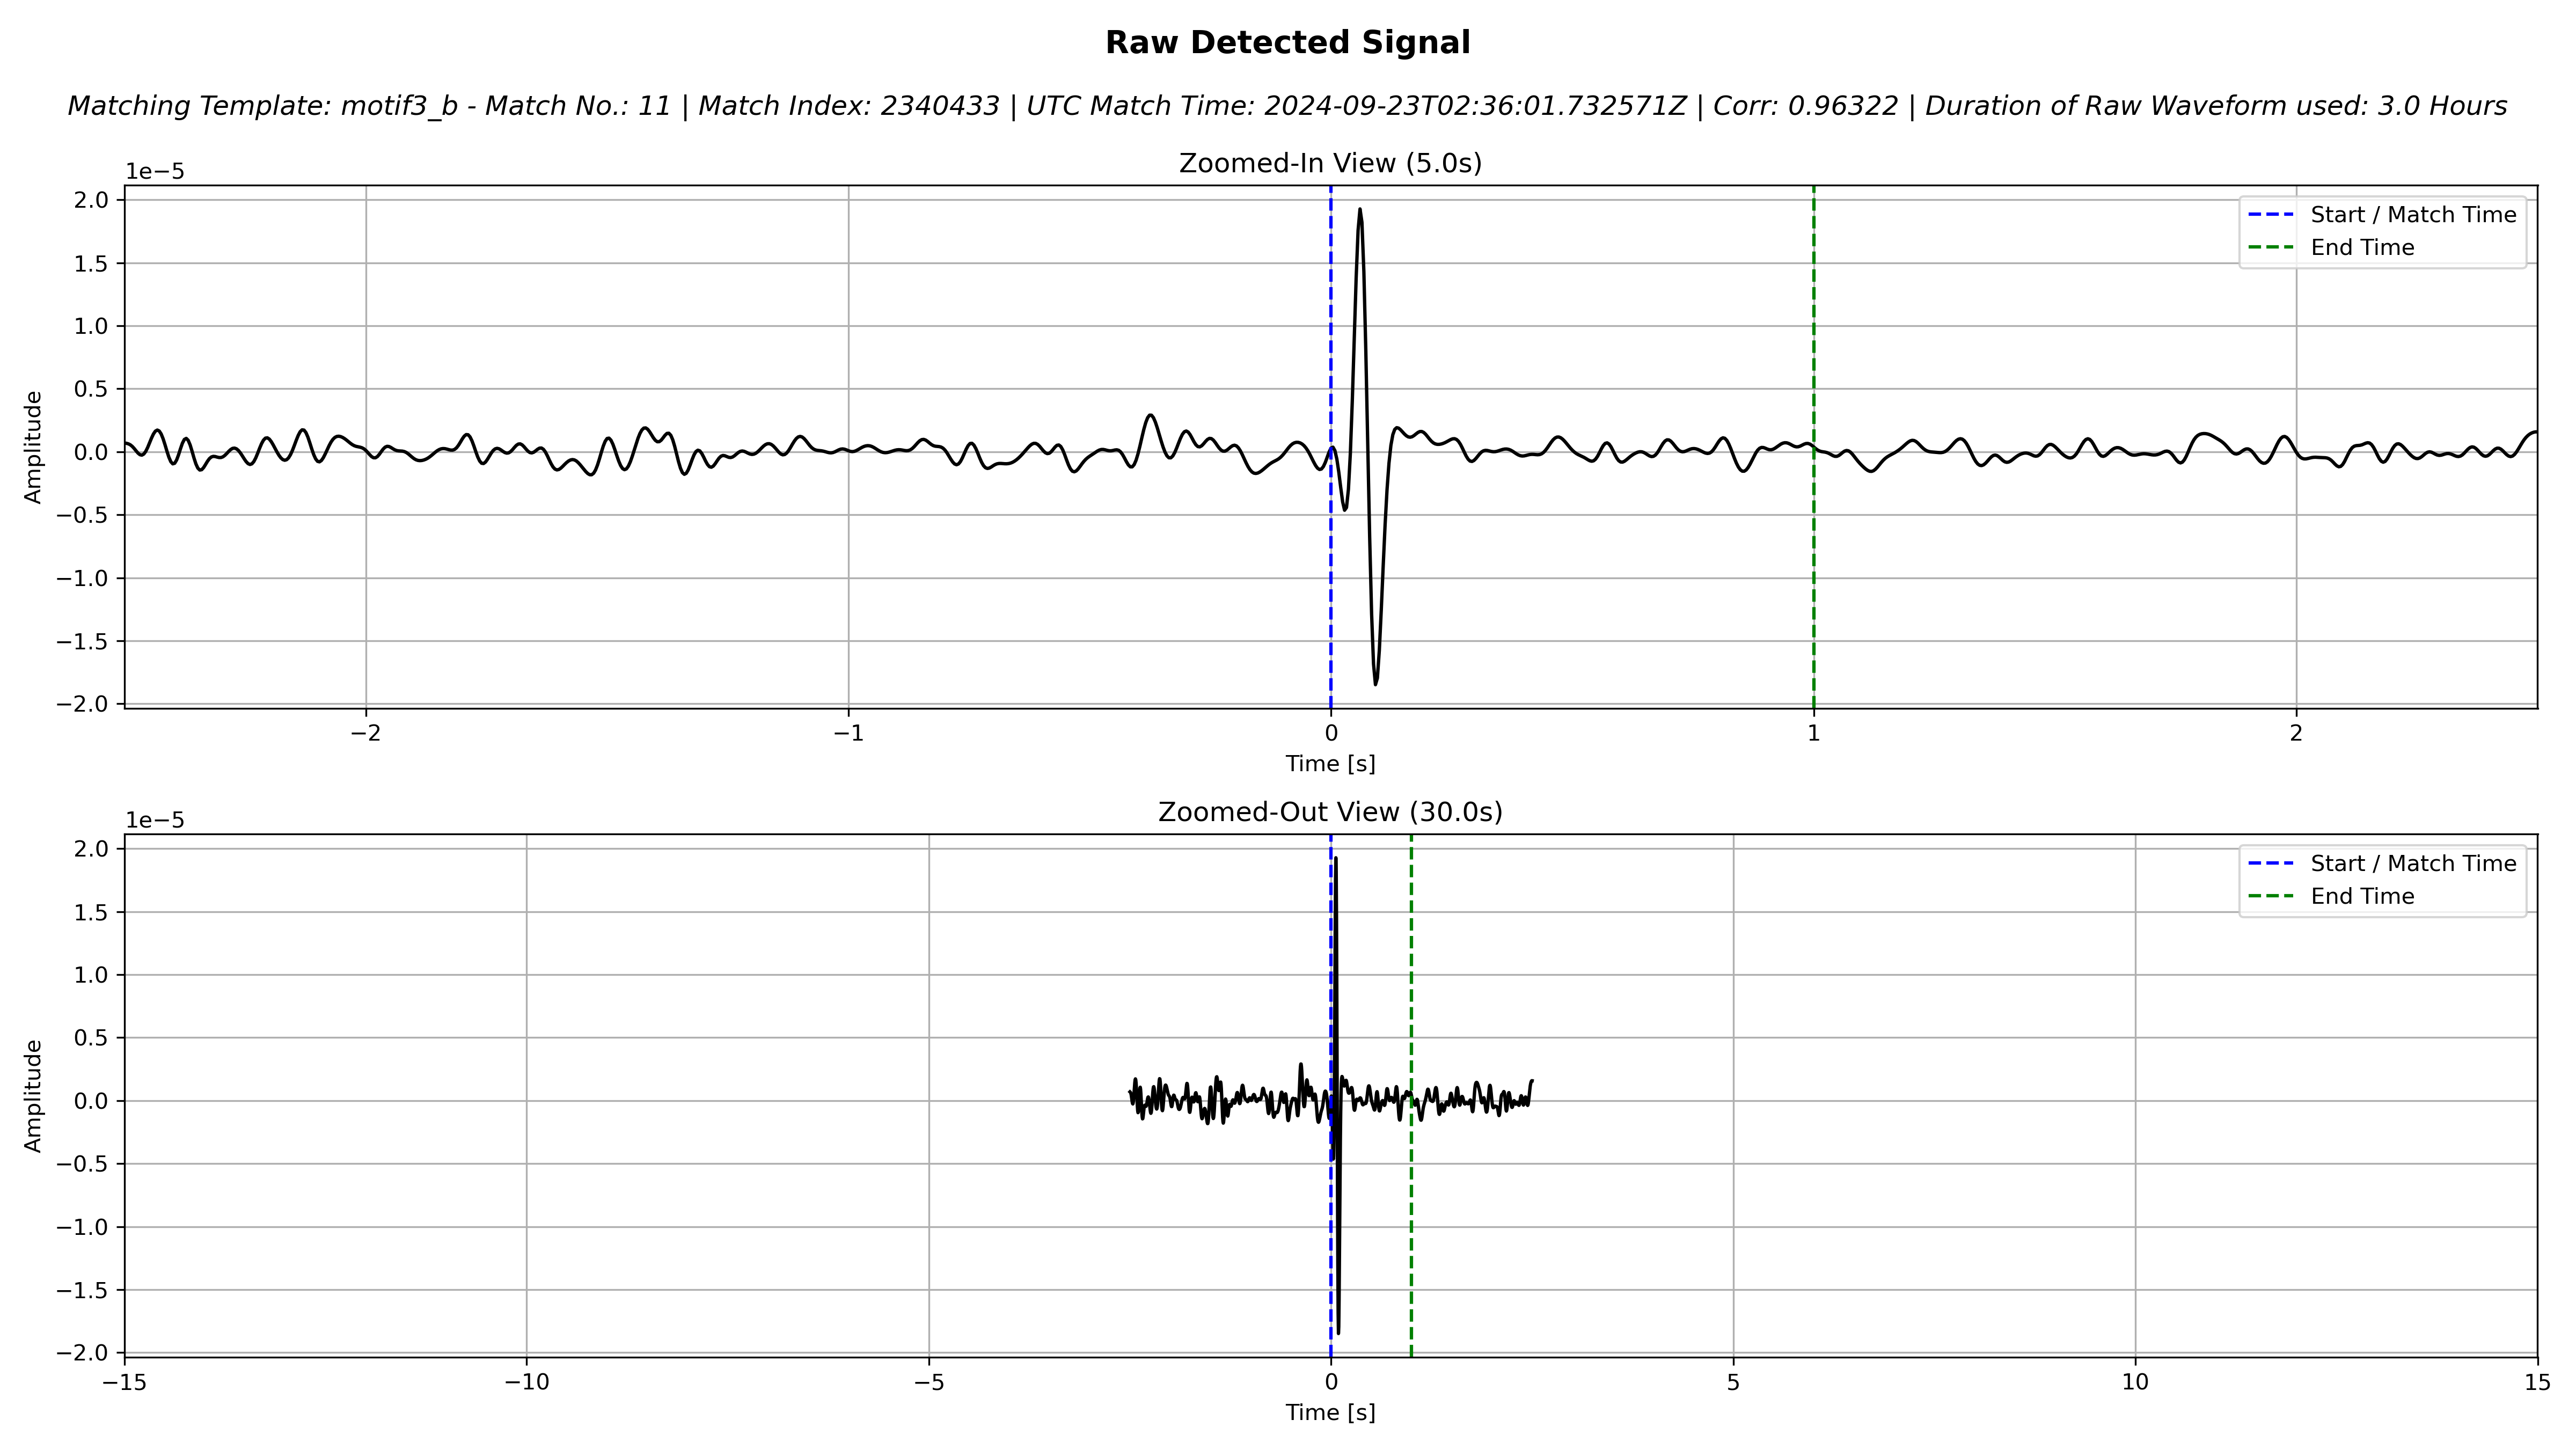 Raw Detected Signal
Matching Template: motif3_b - Match No.: 11 | Match Index: 2340433 | UTC Match Time: 2024-09-23T02:36:01.732571Z | Corr: 0.96322 | Duration of Raw Waveform used: 3.0 Hours
Zoomed-In View (5.0s)
1e−5
2.0
1.5
1.0
0.5
0.0
−0.5
−1.0
−1.5
−2.0
Amplitude
Start / Match Time
End Time
−2 −1 0 1 2
Time [s]
Zoomed-Out View (30.0s)
1e−5
2.0
1.5
1.0
0.5
0.0
−0.5
−1.0
−1.5
−2.0
Amplitude
Start / Match Time
End Time
−15 −10 −5 0 5 10 15
Time [s]